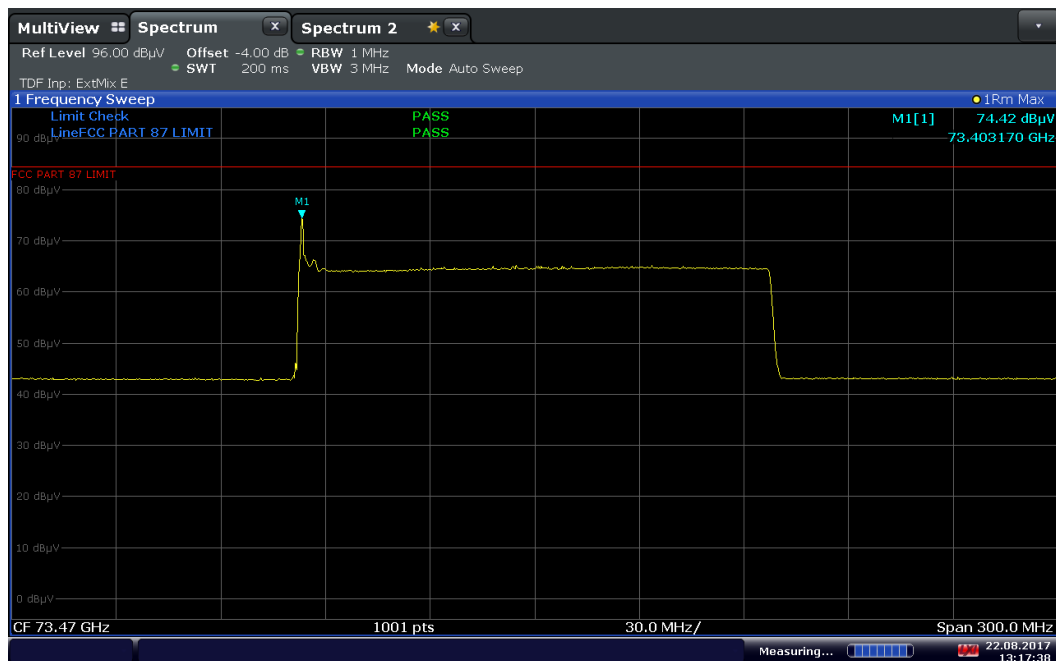 MultiView Spectrum X Spectrum 2 X
Ref Level 96.00 dBµV Offset -4.00 dB RBW 1 MHz
SWT 200 ms VBW 3 MHz Mode Auto Sweep
TDF Inp: ExtMix E
1 Frequency Sweep 1Rm Max
Limit Check PASS M1[1] 74.42 dBµV
LineFCC PART 87 LIMIT PASS 73.403170 GHz
90 dBµV
FCC PART 87 LIMIT
80 dBµV
M1
70 dBµV
60 dBµV
50 dBµV
40 dBµV
30 dBµV
20 dBµV
10 dBµV
0 dBµV
CF 73.47 GHz 1001 pts 30.0 MHz/ Span 300.0 MHz
Measuring... 22.08.2017
13:17:38